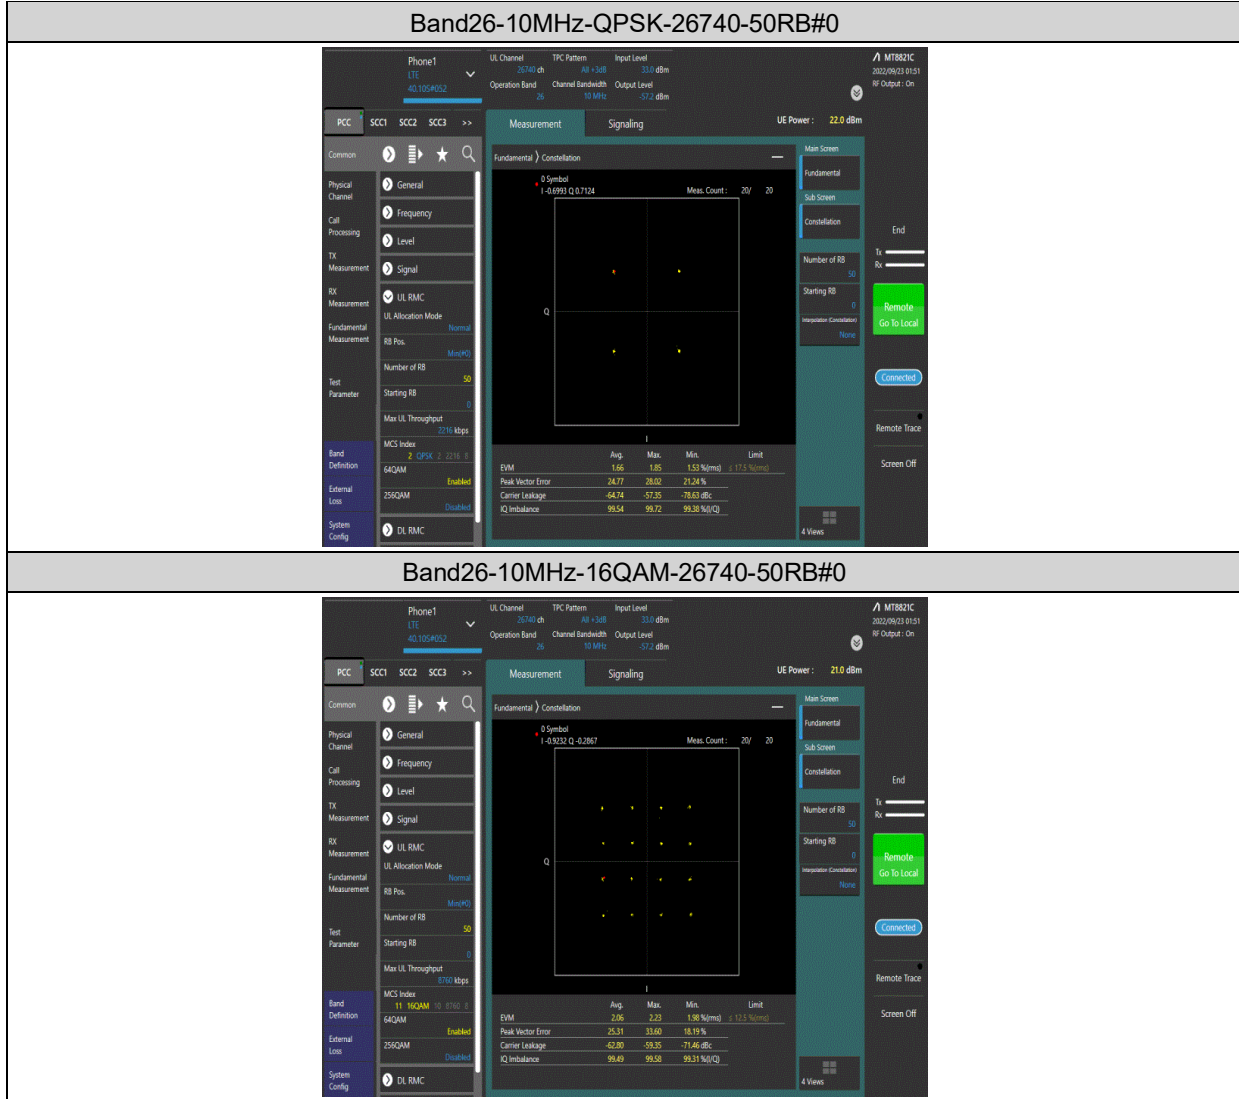 Band26-10MHz-QPSK-26740-50RB#0
Phone1
LTE
40.105#052
UL Channel TPC Pattern Input Level
26740 ch All +3dB 33.0 dBm
Operation Band Channel Bandwidth Output Level
26 10 MHz -57.2 dBm
MT8821C
2022/09/23 01:51
RF Output : On
PCC SCC1 SCC2 SCC3 >>
Measurement Signaling
UE Power : 22.0 dBm
Common
Physical Channel
Call Processing
TX Measurement
RX Measurement
Fundamental Measurement
Test Parameter
Band Definition
External Loss
System Config
General
Frequency
Level
Signal
UL RMC
UL Allocation Mode
Normal
RB Pos.
Min(#0)
Number of RB
50
Starting RB
0
Max UL Throughput
2216 kbps
MCS Index
2 QPSK 2 2216 8
64QAM
Enabled
256QAM
Disabled
DL RMC
Fundamental Constellation
0 Symbol
I -0.6993 Q 0.7124
Meas. Count : 20/ 20
Q
I
Avg. Max. Min. Limit
EVM 1.66 1.85 1.53 %(rms) ≤ 17.5 %(rms)
Peak Vector Error 24.77 28.02 21.24 %
Carrier Leakage -64.74 -57.35 -78.63 dBc
IQ Imbalance 99.54 99.72 99.38 %(I/Q)
Main Screen
Fundamental
Sub Screen
Constellation
Number of RB
50
Starting RB
0
Interpolation (Constellation)
None
4 Views
End
Tx
Rx
Remote
Go To Local
Connected
Remote Trace
Screen Off
Band26-10MHz-16QAM-26740-50RB#0
Phone1
LTE
40.105#052
UL Channel TPC Pattern Input Level
26740 ch All +3dB 33.0 dBm
Operation Band Channel Bandwidth Output Level
26 10 MHz -57.2 dBm
MT8821C
2022/09/23 01:51
RF Output : On
PCC SCC1 SCC2 SCC3 >>
Measurement Signaling
UE Power : 21.0 dBm
Common
Physical Channel
Call Processing
TX Measurement
RX Measurement
Fundamental Measurement
Test Parameter
Band Definition
External Loss
System Config
General
Frequency
Level
Signal
UL RMC
UL Allocation Mode
Normal
RB Pos.
Min(#0)
Number of RB
50
Starting RB
0
Max UL Throughput
8760 kbps
MCS Index
11 16QAM 10 8760 8
64QAM
Enabled
256QAM
Disabled
DL RMC
Fundamental Constellation
0 Symbol
I -0.9232 Q -0.2867
Meas. Count : 20/ 20
Q
I
Avg. Max. Min. Limit
EVM 2.06 2.23 1.98 %(rms) ≤ 12.5 %(rms)
Peak Vector Error 25.31 33.60 18.19 %
Carrier Leakage -62.80 -59.35 -71.46 dBc
IQ Imbalance 99.49 99.58 99.31 %(I/Q)
Main Screen
Fundamental
Sub Screen
Constellation
Number of RB
50
Starting RB
0
Interpolation (Constellation)
None
4 Views
End
Tx
Rx
Remote
Go To Local
Connected
Remote Trace
Screen Off